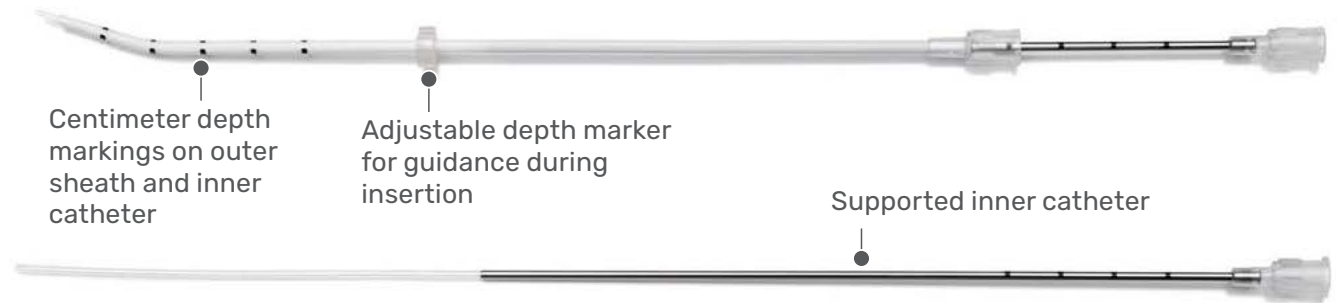 Centimeter depth
markings on outer
sheath and inner
catheter
Adjustable depth marker
for guidance during
insertion
Supported inner catheter